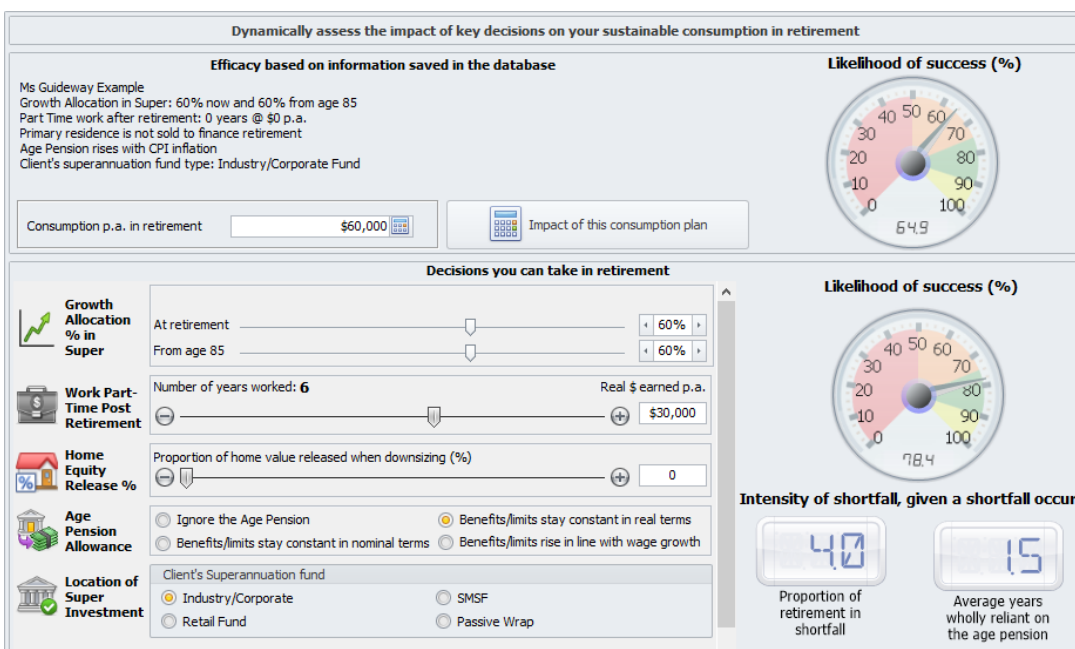 Dynamically assess the impact of key decisions on your sustainable consumption in retirement
Efficacy based on information saved in the database
Ms Guideway Example
Growth Allocation in Super: 60% now and 60% from age 85
Part Time work after retirement: 0 years @ $0 p.a.
Primary residence is not sold to finance retirement
Age Pension rises with CPI inflation
Client's superannuation fund type: Industry/Corporate Fund
Consumption p.a. in retirement
$60,000
Impact of this consumption plan
Likelihood of success (%)
0
10
20
30
40
50
60
70
80
90
100
64.9
Decisions you can take in retirement
Growth
Allocation
% in
Super
At retirement
60%
From age 85
60%
Work Part-
Time Post
Retirement
Number of years worked: 6
Real $ earned p.a.
$30,000
Home
Equity
Release %
Proportion of home value released when downsizing (%)
0
Age
Pension
Allowance
Ignore the Age Pension
Benefits/limits stay constant in real terms
Benefits/limits stay constant in nominal terms
Benefits/limits rise in line with wage growth
Location of
Super
Investment
Client's Superannuation fund
Industry/Corporate
SMSF
Retail Fund
Passive Wrap
Likelihood of success (%)
0
10
20
30
40
50
60
70
80
90
100
78.4
Intensity of shortfall, given a shortfall occur
4.0
Proportion of
retirement in
shortfall
1.5
Average years
wholly reliant on
the age pension